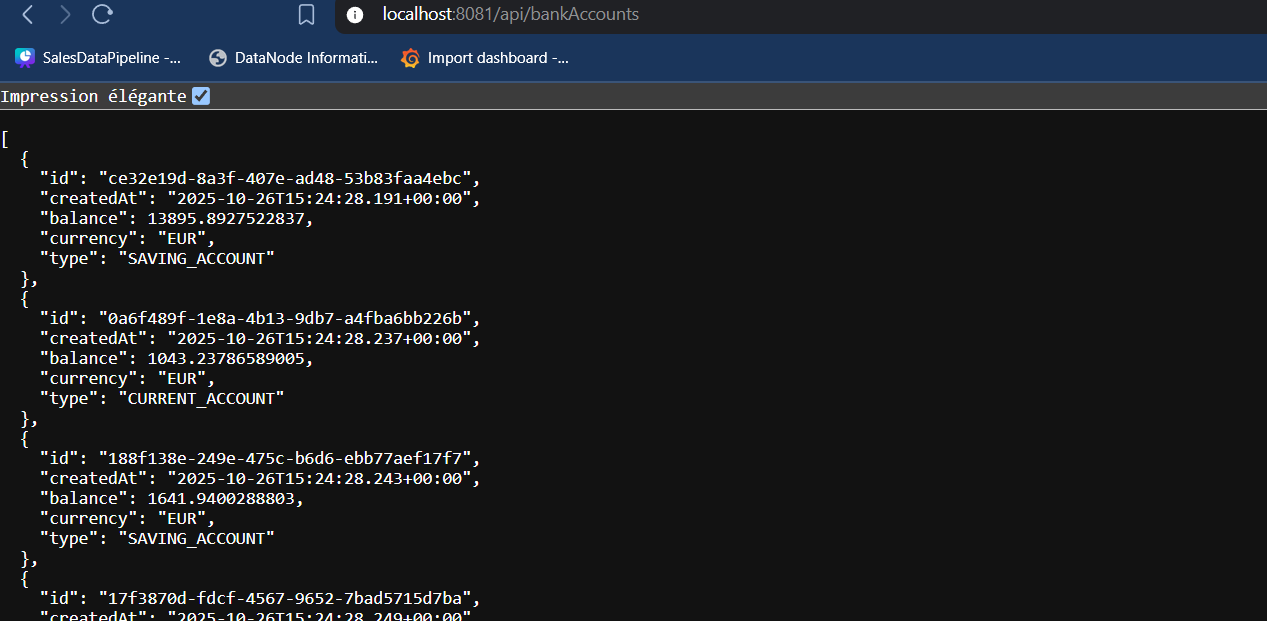 localhost:8081/api/bankAccounts
SalesDataPipeline -...
DataNode Informati...
Import dashboard -...
Impression élégante
[
  {
    "id": "ce32e19d-8a3f-407e-ad48-53b83faa4ebc",
    "createdAt": "2025-10-26T15:24:28.191+00:00",
    "balance": 13895.8927522837,
    "currency": "EUR",
    "type": "SAVING_ACCOUNT"
  },
  {
    "id": "0a6f489f-1e8a-4b13-9db7-a4fba6bb226b",
    "createdAt": "2025-10-26T15:24:28.237+00:00",
    "balance": 1043.23786589005,
    "currency": "EUR",
    "type": "CURRENT_ACCOUNT"
  },
  {
    "id": "188f138e-249e-475c-b6d6-ebb77aef17f7",
    "createdAt": "2025-10-26T15:24:28.243+00:00",
    "balance": 1641.9400288803,
    "currency": "EUR",
    "type": "SAVING_ACCOUNT"
  },
  {
    "id": "17f3870d-fdcf-4567-9652-7bad5715d7ba",
    "createdAt": "2025-10-26T15:24:28.249+00:00"